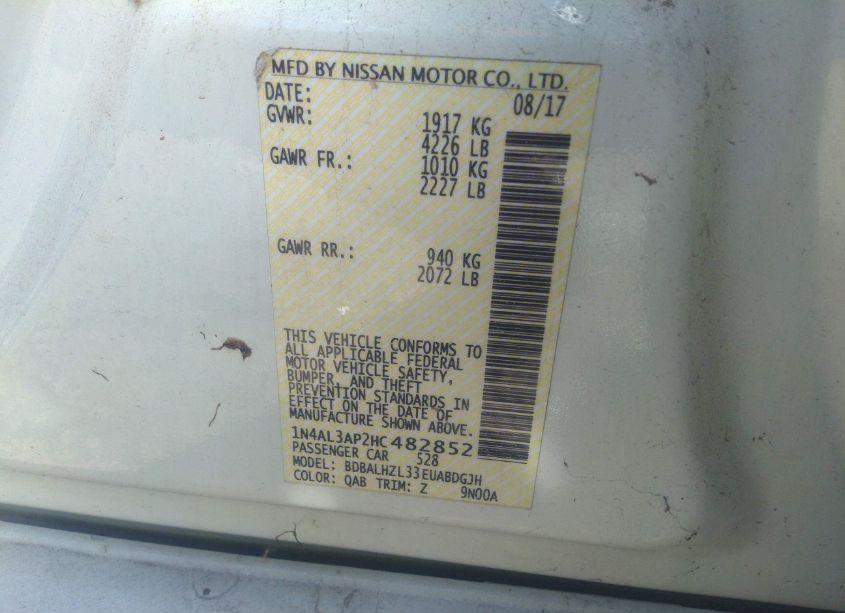 MFD BY NISSAN MOTOR CO., LTD.
DATE: 08/17
GVWR: 1917 KG
4226 LB
GAWR FR.: 1010 KG
2227 LB
GAWR RR.: 940 KG
2072 LB
THIS VEHICLE CONFORMS TO
ALL APPLICABLE FEDERAL
MOTOR VEHICLE SAFETY,
BUMPER, AND THEFT
PREVENTION STANDARDS IN
EFFECT ON THE DATE OF
MANUFACTURE SHOWN ABOVE.
1N4AL3AP2HC482852
PASSENGER CAR 528
MODEL: BDBALHZL33EUABDGJH
COLOR: QAB TRIM: Z 9N00A